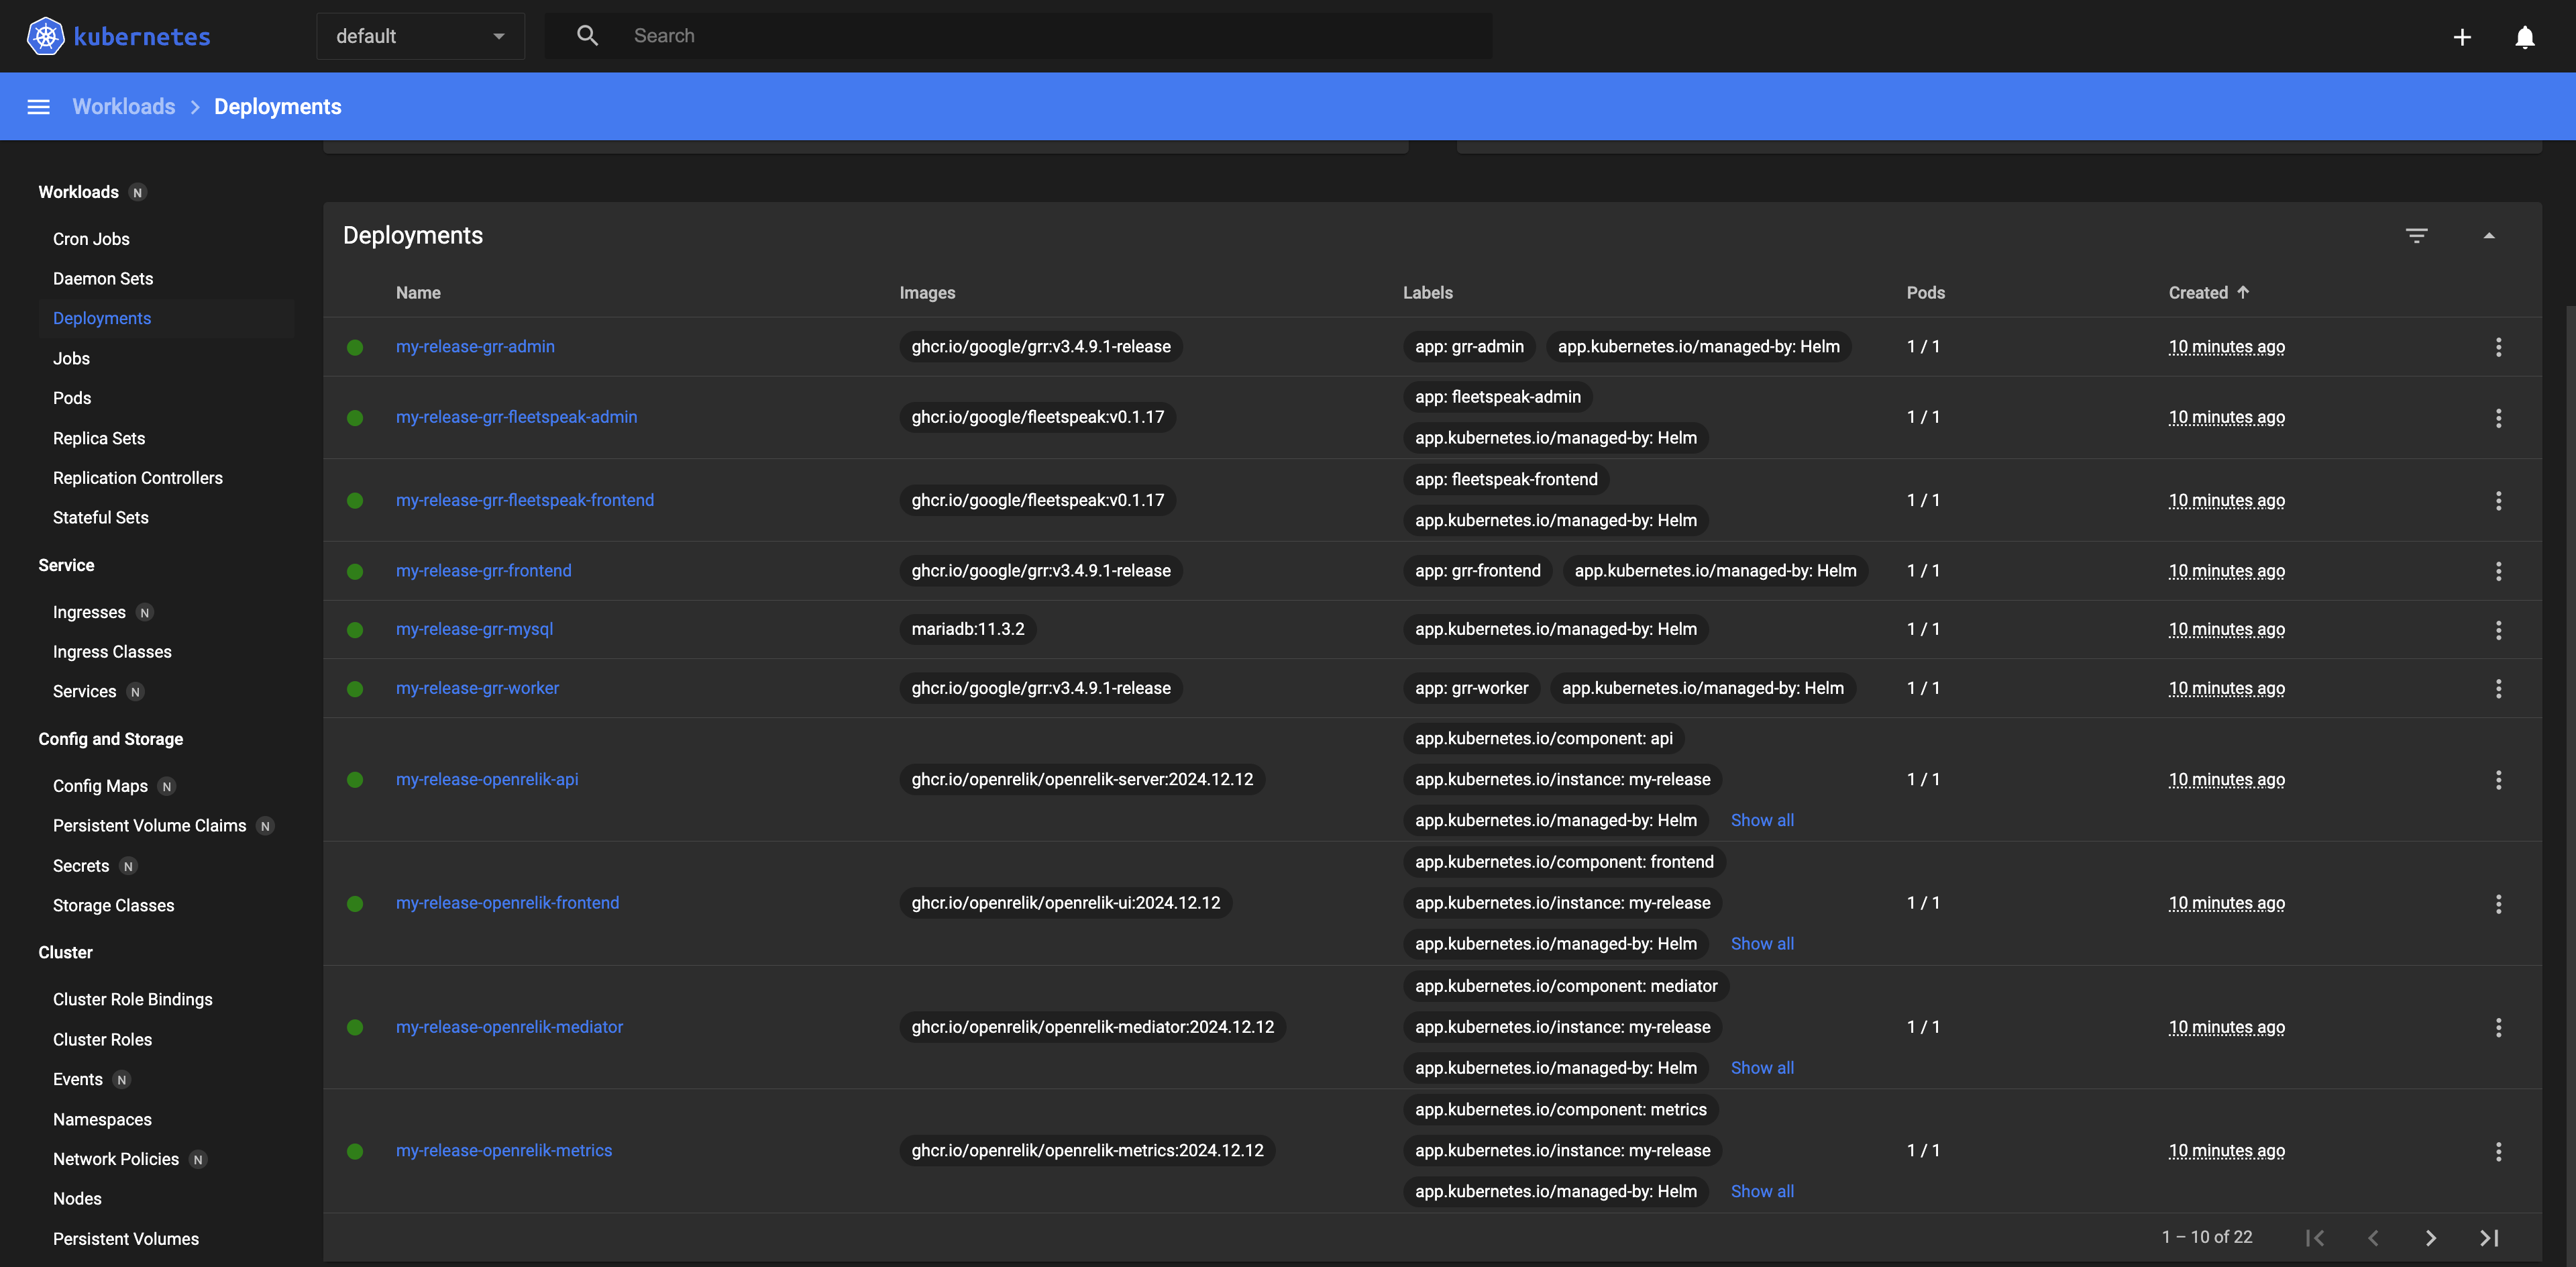 kubernetes
default
Search
Workloads > Deployments
Workloads N
Cron Jobs
Daemon Sets
Deployments
Jobs
Pods
Replica Sets
Replication Controllers
Stateful Sets
Service
Ingresses N
Ingress Classes
Services N
Config and Storage
Config Maps N
Persistent Volume Claims N
Secrets N
Storage Classes
Cluster
Cluster Role Bindings
Cluster Roles
Events N
Namespaces
Network Policies N
Nodes
Persistent Volumes
Deployments
Name Images Labels Pods Created
my-release-grr-admin ghcr.io/google/grr:v3.4.9.1-release app: grr-admin app.kubernetes.io/managed-by: Helm 1 / 1 10 minutes ago
app: fleetspeak-admin
my-release-grr-fleetspeak-admin ghcr.io/google/fleetspeak:v0.1.17 1 / 1 10 minutes ago
app.kubernetes.io/managed-by: Helm
app: fleetspeak-frontend
my-release-grr-fleetspeak-frontend ghcr.io/google/fleetspeak:v0.1.17 1 / 1 10 minutes ago
app.kubernetes.io/managed-by: Helm
my-release-grr-frontend ghcr.io/google/grr:v3.4.9.1-release app: grr-frontend app.kubernetes.io/managed-by: Helm 1 / 1 10 minutes ago
my-release-grr-mysql mariadb:11.3.2 app.kubernetes.io/managed-by: Helm 1 / 1 10 minutes ago
my-release-grr-worker ghcr.io/google/grr:v3.4.9.1-release app: grr-worker app.kubernetes.io/managed-by: Helm 1 / 1 10 minutes ago
app.kubernetes.io/component: api
my-release-openrelik-api ghcr.io/openrelik/openrelik-server:2024.12.12 app.kubernetes.io/instance: my-release 1 / 1 10 minutes ago
app.kubernetes.io/managed-by: Helm Show all
app.kubernetes.io/component: frontend
my-release-openrelik-frontend ghcr.io/openrelik/openrelik-ui:2024.12.12 app.kubernetes.io/instance: my-release 1 / 1 10 minutes ago
app.kubernetes.io/managed-by: Helm Show all
app.kubernetes.io/component: mediator
my-release-openrelik-mediator ghcr.io/openrelik/openrelik-mediator:2024.12.12 app.kubernetes.io/instance: my-release 1 / 1 10 minutes ago
app.kubernetes.io/managed-by: Helm Show all
app.kubernetes.io/component: metrics
my-release-openrelik-metrics ghcr.io/openrelik/openrelik-metrics:2024.12.12 app.kubernetes.io/instance: my-release 1 / 1 10 minutes ago
app.kubernetes.io/managed-by: Helm Show all
1 – 10 of 22